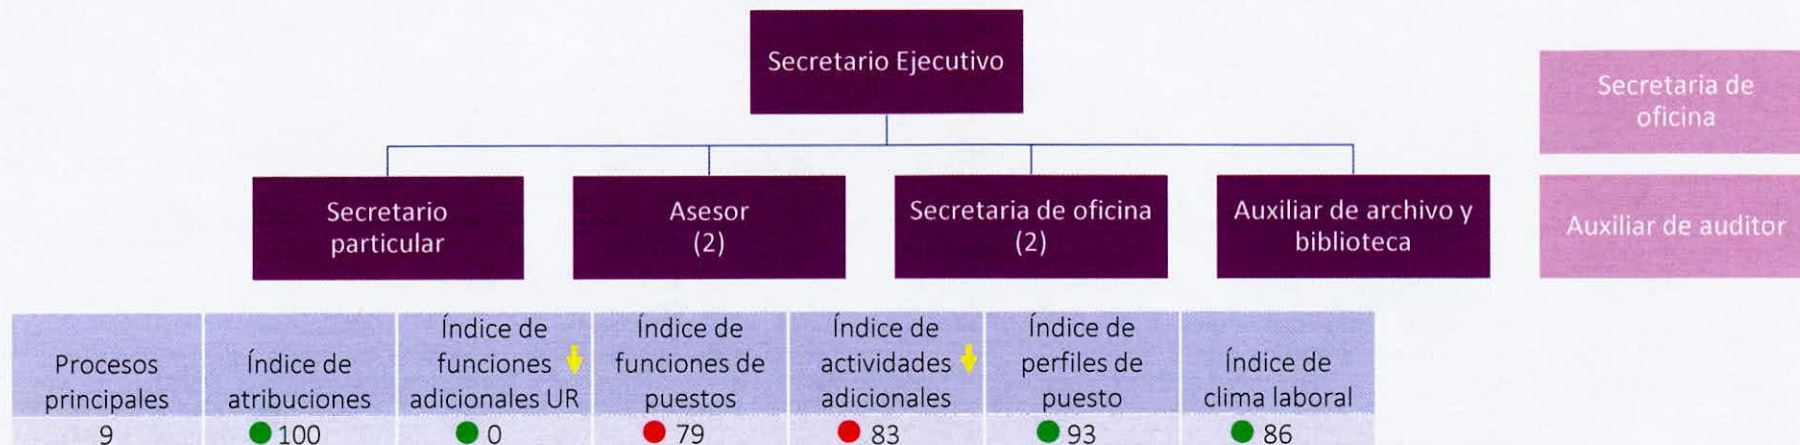 Secretario Ejecutivo
Secretaria de
oficina
Secretario
particular
Asesor
(2)
Secretaria de oficina
(2)
Auxiliar de archivo y
biblioteca
Auxiliar de auditor
Procesos
principales
Índice de
atribuciones
Índice de
funciones
adicionales UR
Índice de
funciones de
puestos
Índice de
actividades
adicionales
Índice de
perfiles de
puesto
Índice de
clima laboral
9
100
0
79
83
93
86